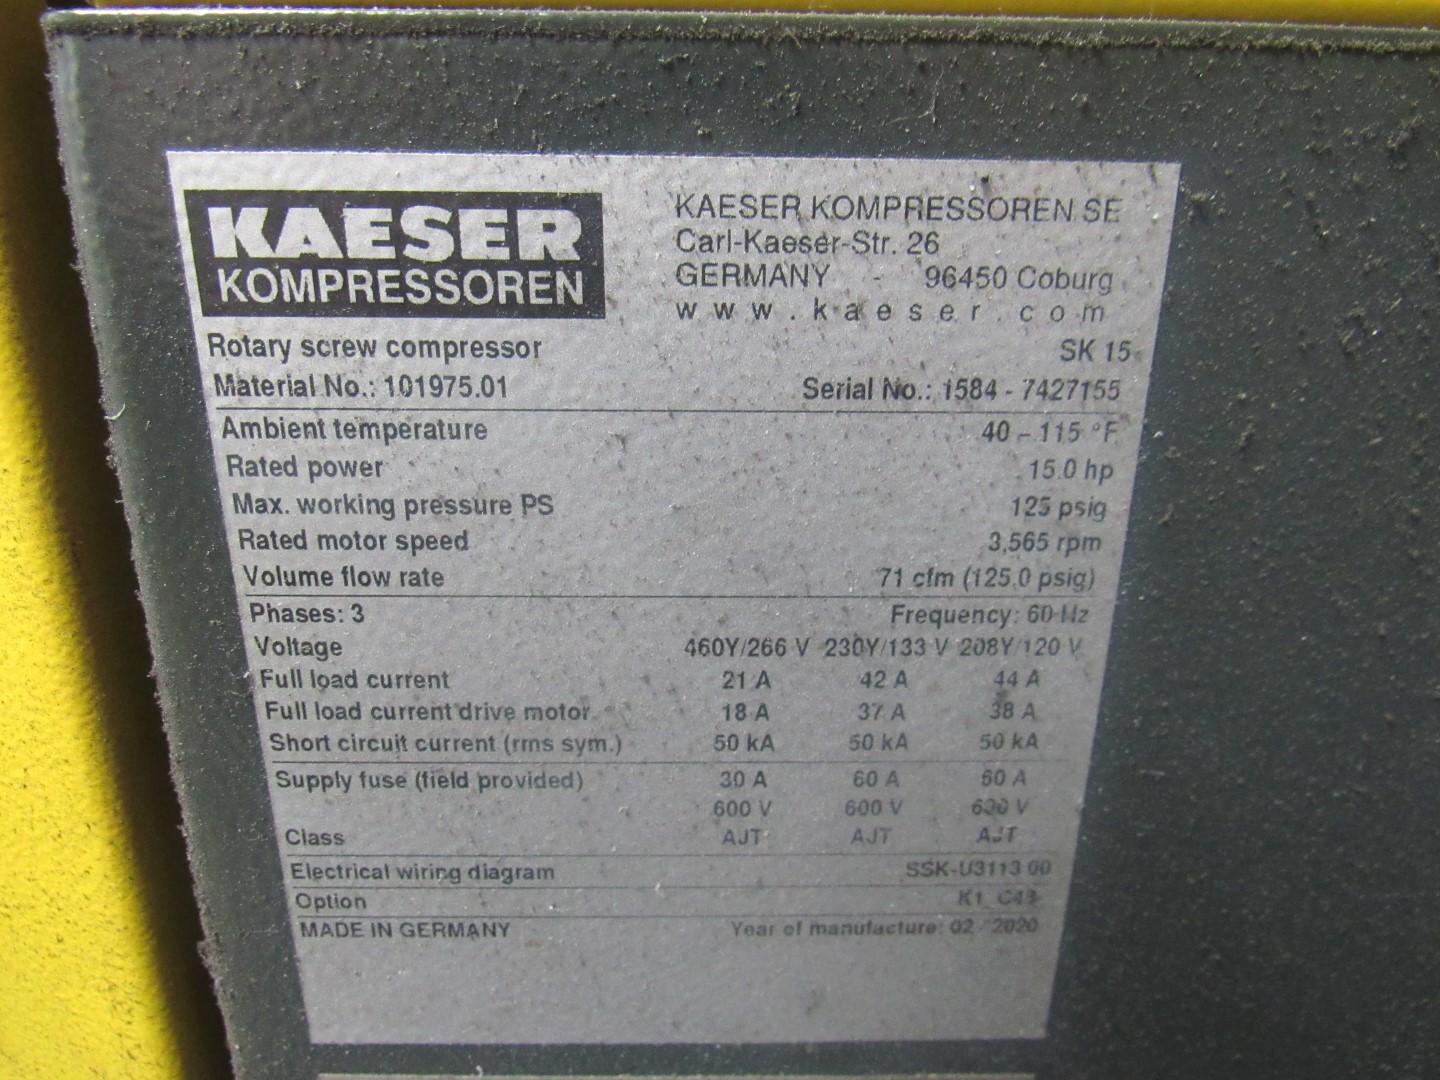 KAESER
KOMPRESSOREN
KAESER KOMPRESSOREN SE
Carl-Kaeser-Str. 26
GERMANY - 96450 Coburg
www.kaeser.com
Rotary screw compressor SK 15
Material No.: 101975.01 Serial No.: 1584 - 7427155
Ambient temperature 40 – 115 °F
Rated power 15.0 hp
Max. working pressure PS 125 psig
Rated motor speed 3,565 rpm
Volume flow rate 71 cfm (125.0 psig)
Phases: 3 Frequency: 60 Hz
Voltage 460Y/266 V 230Y/133 V 208Y/120 V
Full load current 21 A 42 A 44 A
Full load current drive motor 18 A 37 A 38 A
Short circuit current (rms sym.) 50 kA 50 kA 50 kA
Supply fuse (field provided) 30 A 60 A 60 A
600 V 600 V 600 V
Class AJT AJT AJT
Electrical wiring diagram SSK-U3113 00
Option K1
MADE IN GERMANY Year of manufacture: 02 / 2020